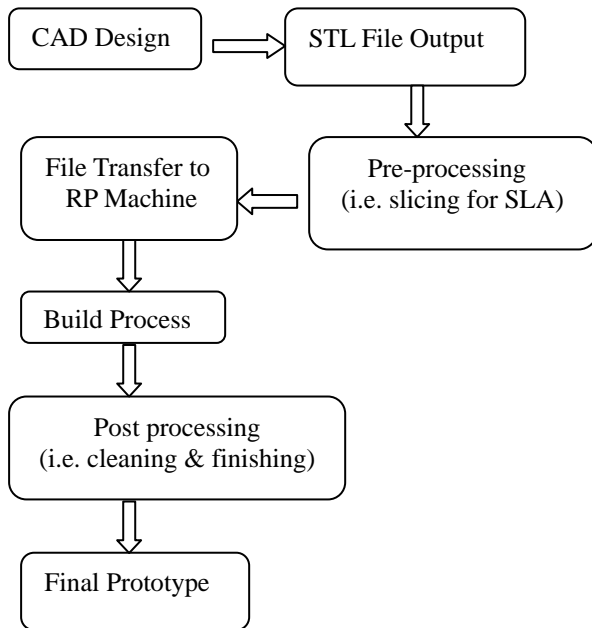 CAD Design
STL File Output
Pre-processing
(i.e. slicing for SLA)
File Transfer to
RP Machine
Build Process
Post processing
(i.e. cleaning & finishing)
Final Prototype